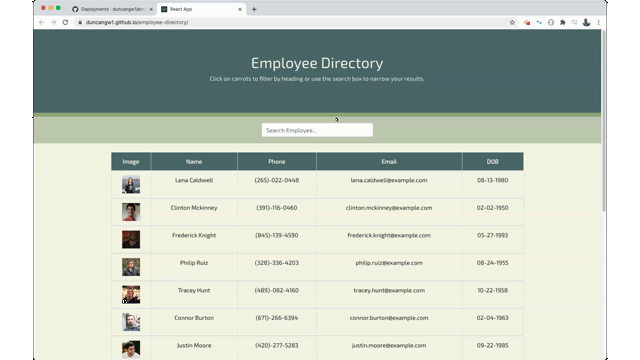 Deployments · duncangw1/em
React App
duncangw1.github.io/employee-directory/
Employee Directory
Click on carrots to filter by heading or use the search box to narrow your results.
Search Employee...
Image Name Phone Email DOB
Lena Caldwell (265)-022-0448 lena.caldwell@example.com 08-13-1980
Clinton Mckinney (391)-116-0460 clinton.mckinney@example.com 02-02-1950
Frederick Knight (845)-139-4590 frederick.knight@example.com 05-27-1993
Philip Ruiz (328)-336-4203 philip.ruiz@example.com 08-24-1955
Tracey Hunt (489)-082-4160 tracey.hunt@example.com 10-22-1958
Connor Burton (671)-266-6394 connor.burton@example.com 02-04-1963
Justin Moore (420)-277-5283 justin.moore@example.com 09-22-1985